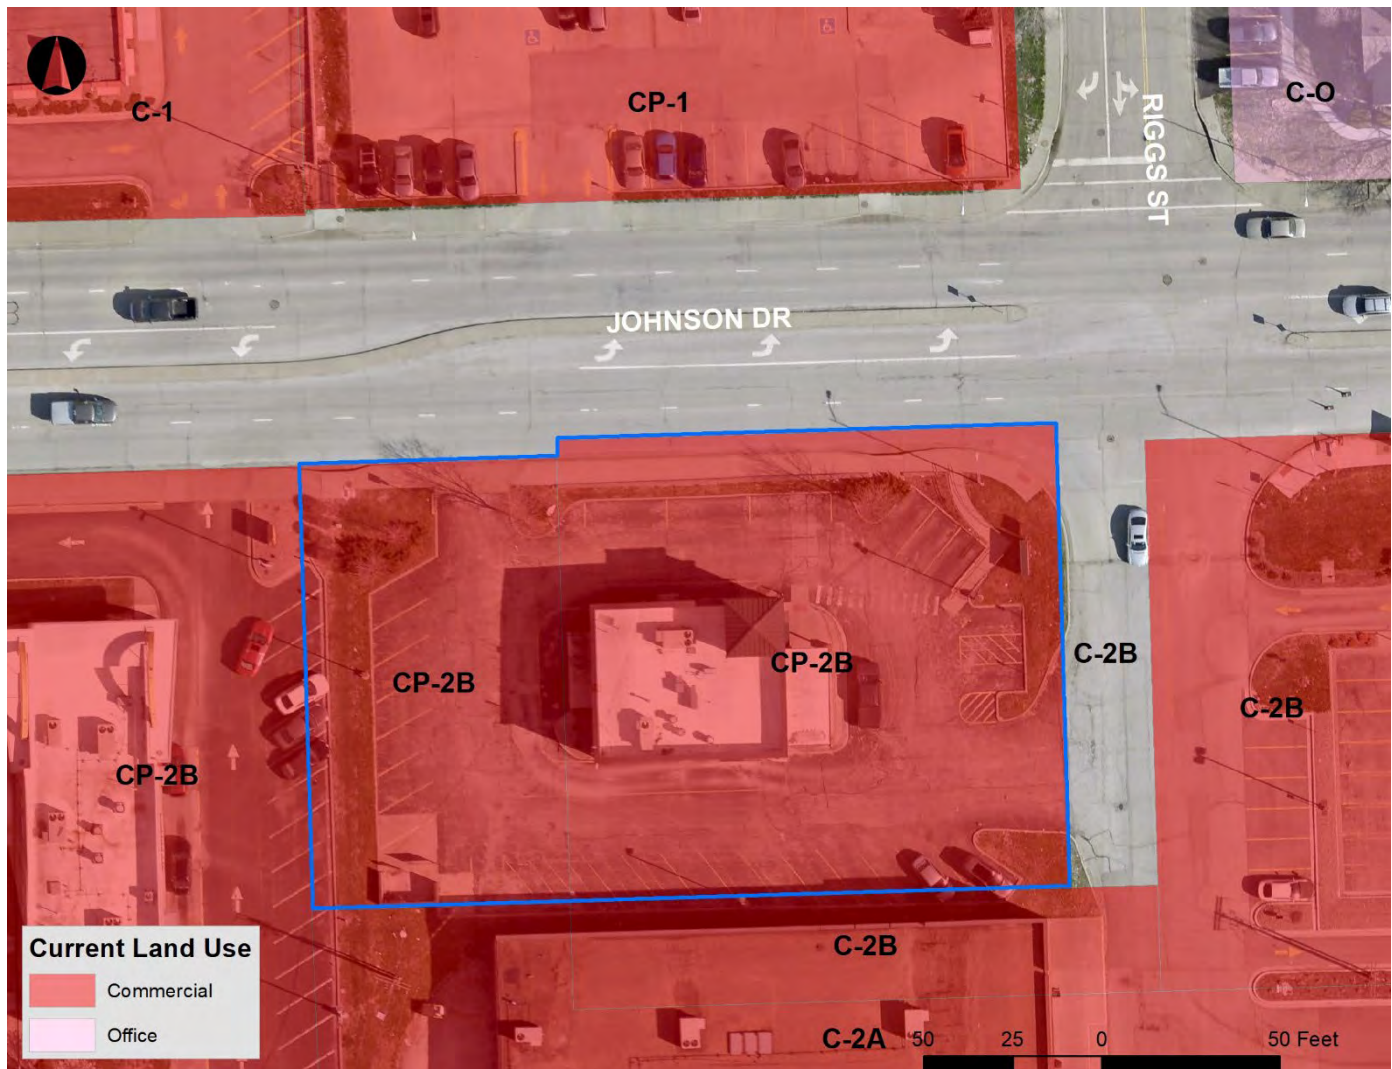 C-1
CP-1
C-O
RIGGS ST
JOHNSON DR
CP-2B
CP-2B
C-2B
C-2B
CP-2B
C-2B
C-2A
Current Land Use
Commercial
Office
50 25 0 50 Feet